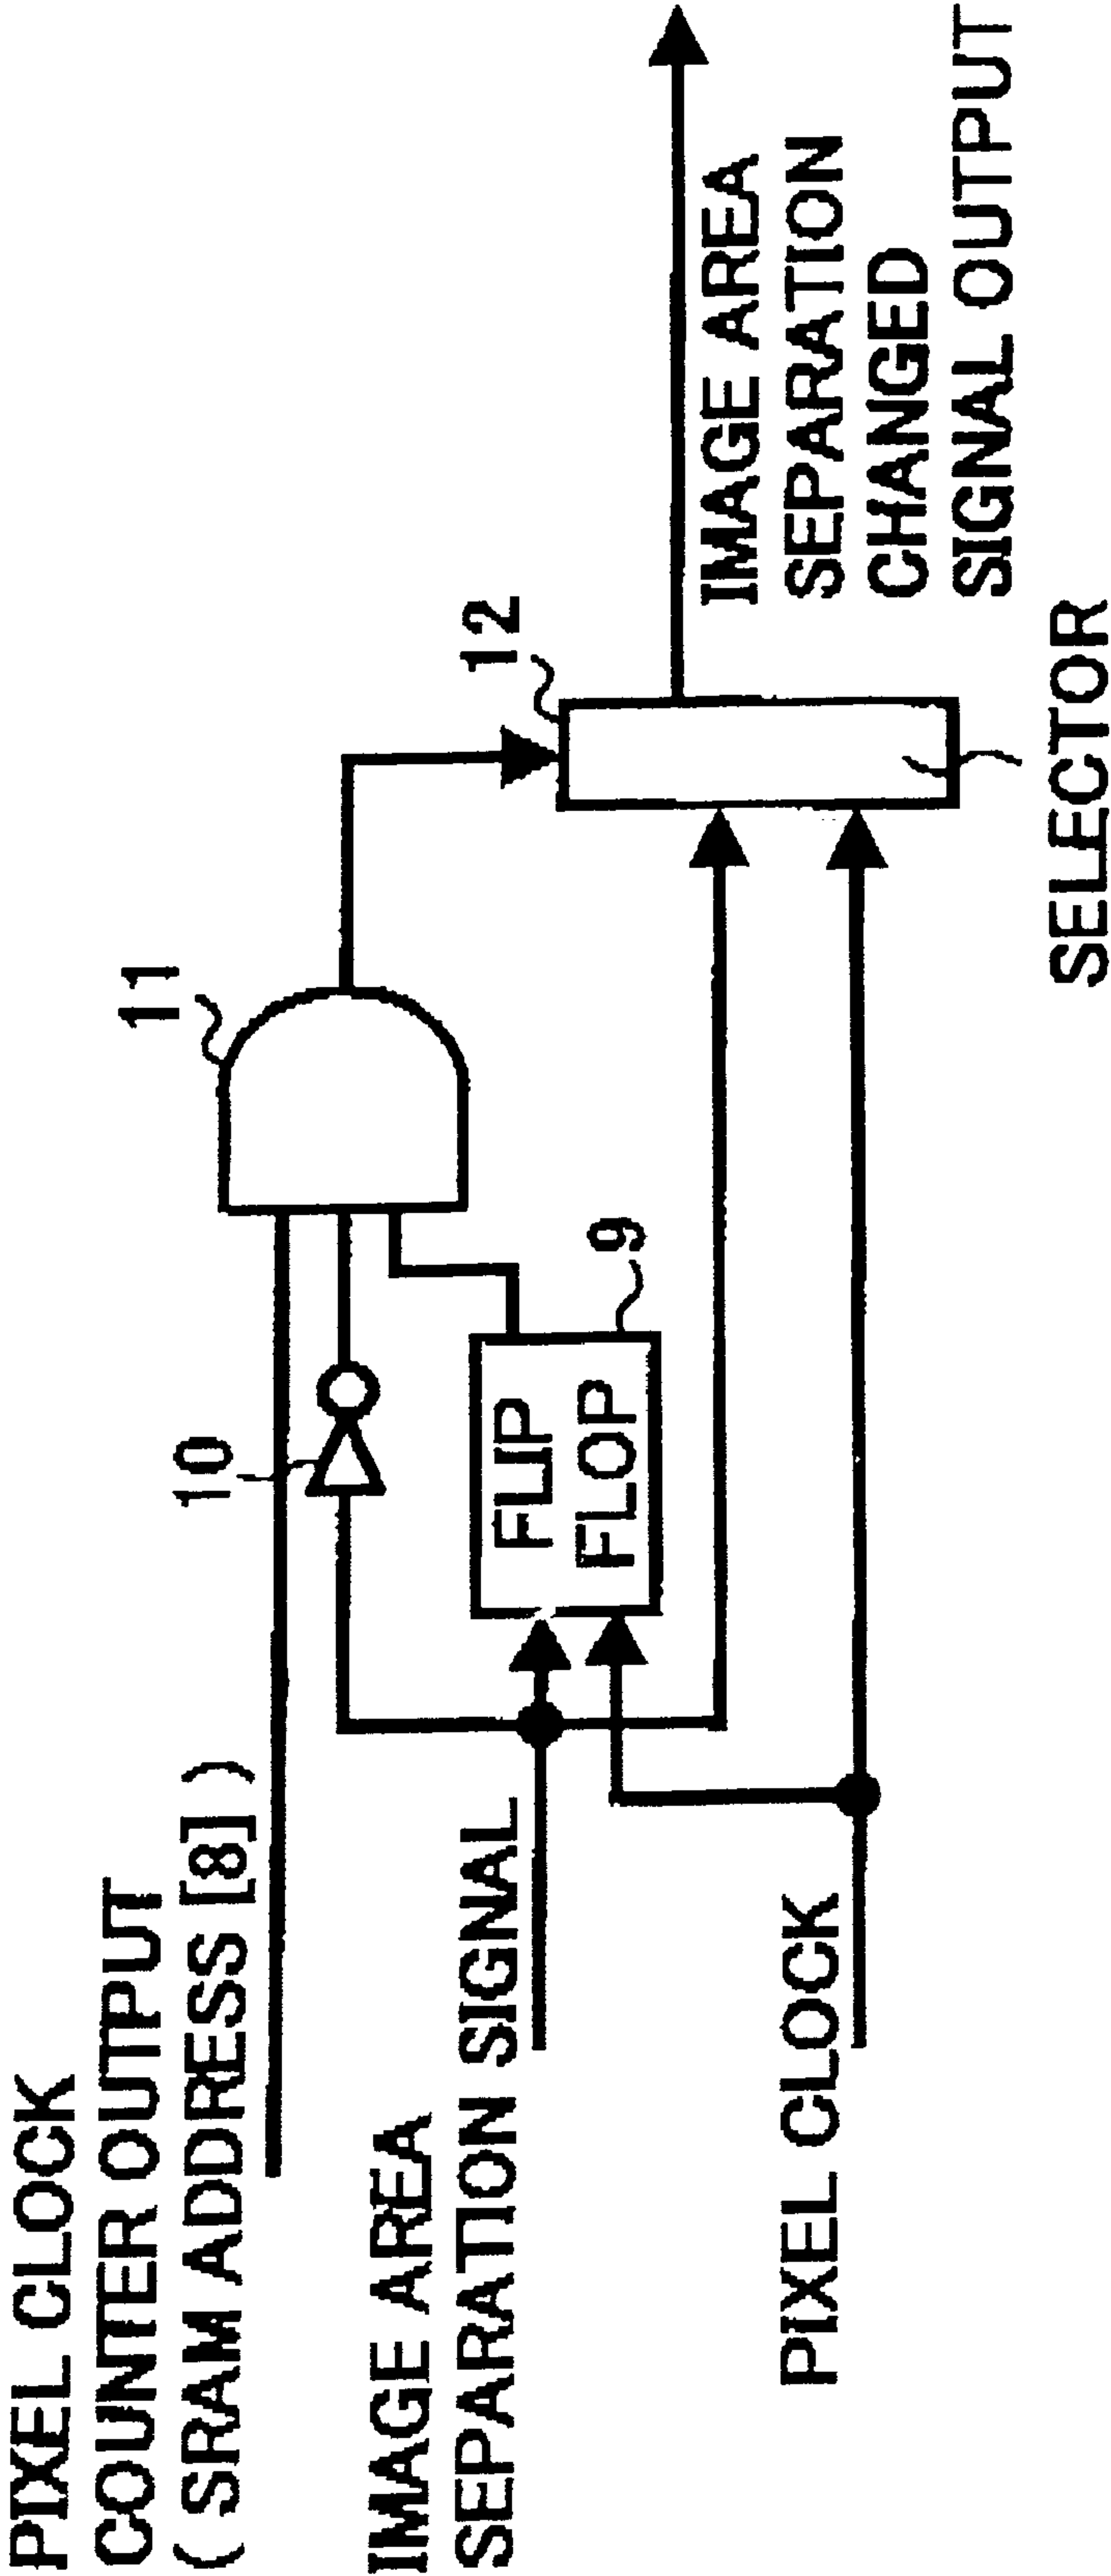 PIXEL CLOCK
COUNTER OUTPUT
( SRAM ADDRESS [8] )
IMAGE AREA
SEPARATION SIGNAL
PIXEL CLOCK
10
FLIP
FLOP
9
11
12
SELECTOR
IMAGE AREA
SEPARATION
CHANGED
SIGNAL OUTPUT